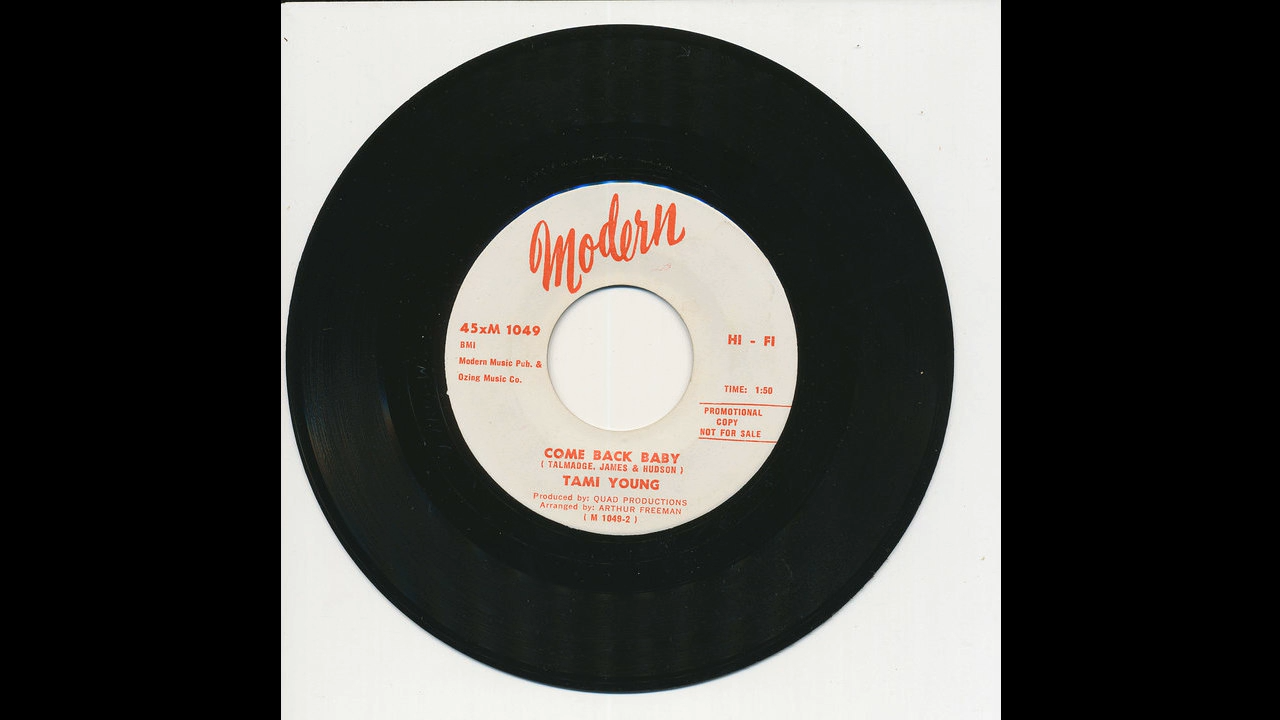 Modern
45xM 1049
BMI
Modern Music Pub. &
Ozing Music Co.
HI - FI
TIME: 1:50
PROMOTIONAL
COPY
NOT FOR SALE
COME BACK BABY
( TALMADGE, JAMES & HUDSON )
TAMI YOUNG
Produced by: QUAD PRODUCTIONS
Arranged by: ARTHUR FREEMAN
( M 1049-2 )